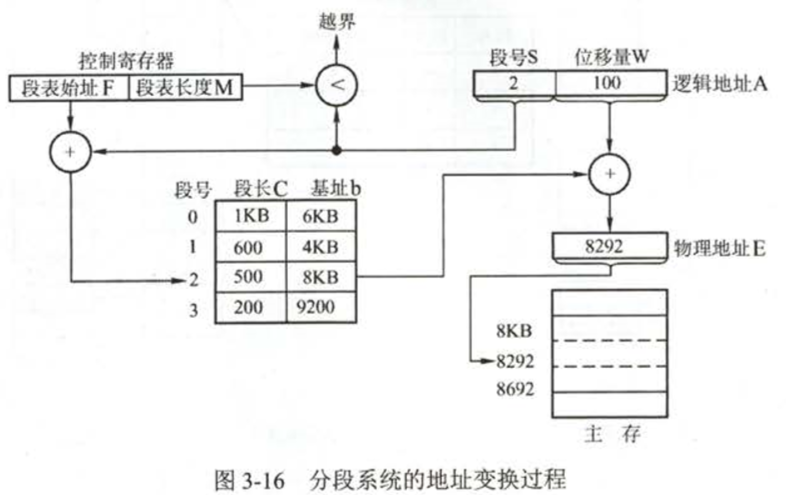 越界
控制寄存器
段表始址F 段表长度M
<
段号S 位移量W
2 100 逻辑地址A
+
+
段号 段长C 基址b
0 1KB 6KB
1 600 4KB
2 500 8KB
3 200 9200
8292 物理地址E
8KB
8292
8692
主 存
图 3-16 分段系统的地址变换过程